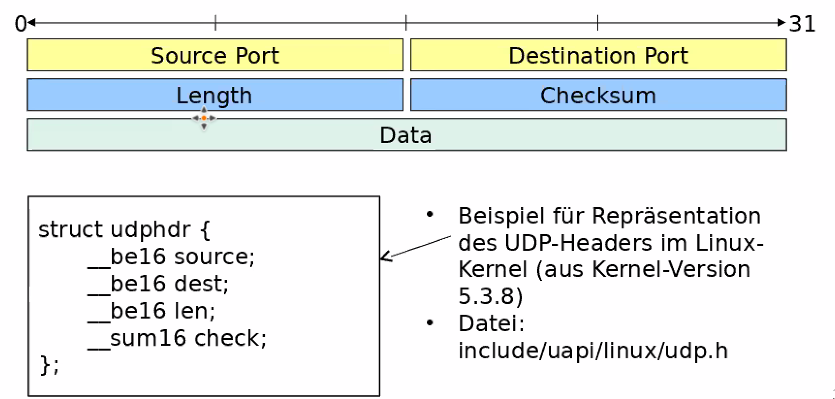 0 31
Source Port Destination Port
Length Checksum
Data
struct udphdr {
__be16 source;
__be16 dest;
__be16 len;
__sum16 check;
};
• Beispiel für Repräsentation
des UDP-Headers im Linux-
Kernel (aus Kernel-Version
5.3.8)
• Datei:
include/uapi/linux/udp.h